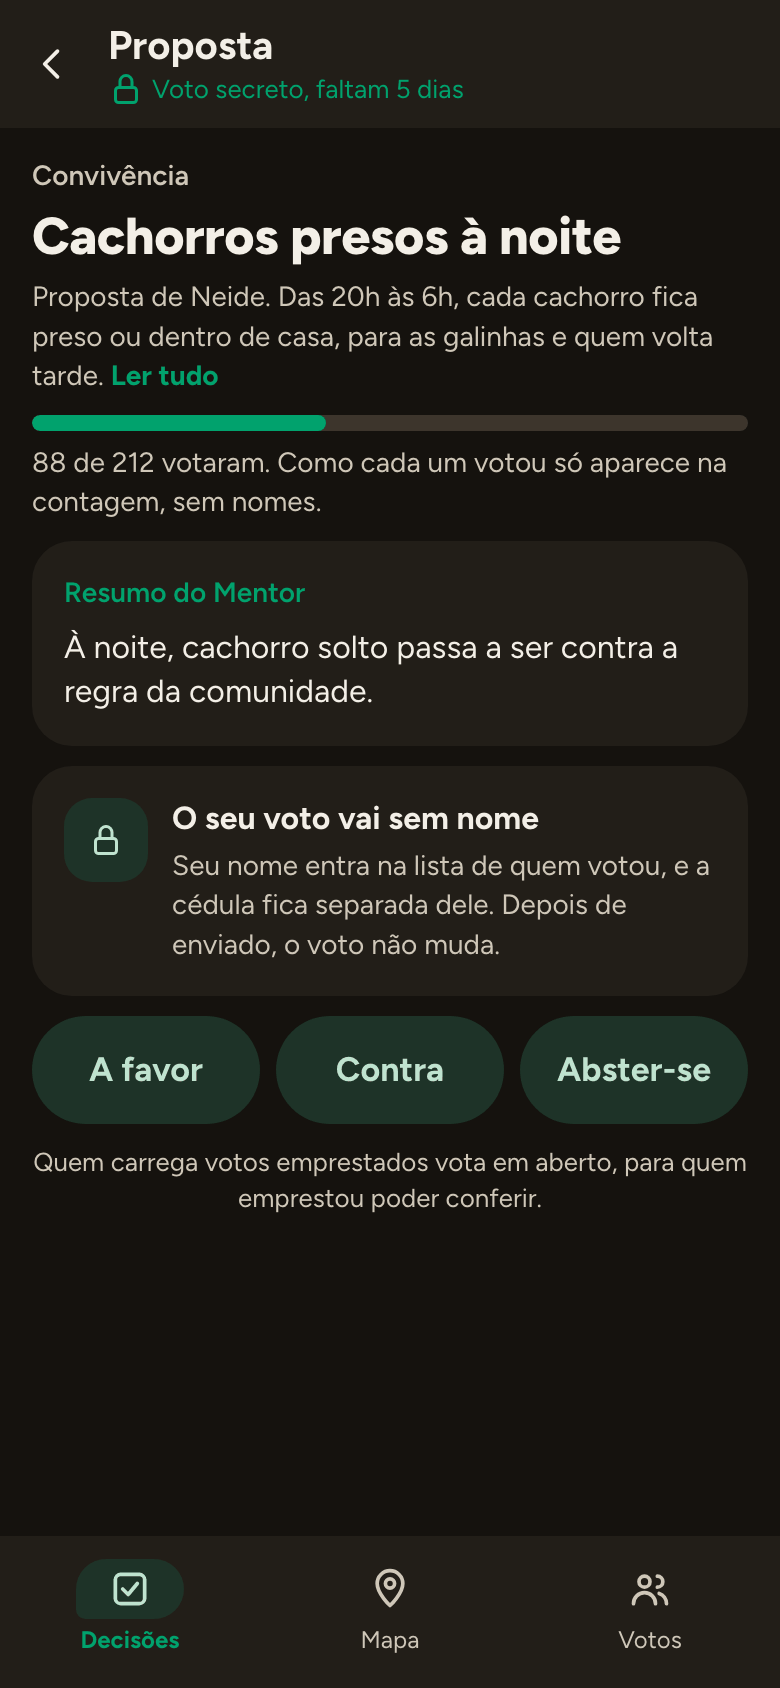 Proposta
Voto secreto, faltam 5 dias
Convivência
Cachorros presos à noite
Proposta de Neide. Das 20h às 6h, cada cachorro fica
preso ou dentro de casa, para as galinhas e quem volta
tarde. Ler tudo
88 de 212 votaram. Como cada um votou só aparece na
contagem, sem nomes.
Resumo do Mentor
À noite, cachorro solto passa a ser contra a
regra da comunidade.
O seu voto vai sem nome
Seu nome entra na lista de quem votou, e a
cédula fica separada dele. Depois de
enviado, o voto não muda.
A favor
Contra
Abster-se
Quem carrega votos emprestados vota em aberto, para quem
emprestou poder conferir.
Decisões
Mapa
Votos